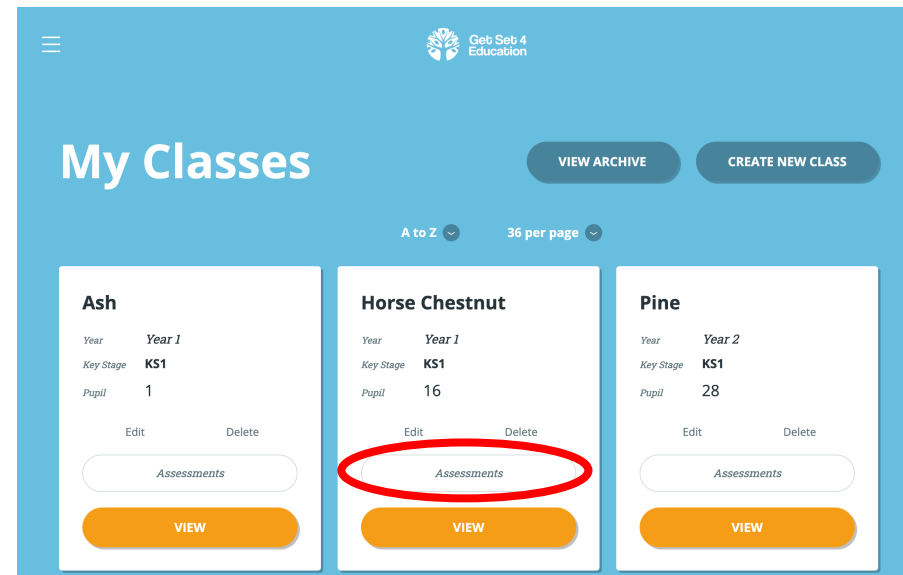 Get Set 4
Education
My Classes
VIEW ARCHIVE
CREATE NEW CLASS
A to Z
36 per page
Ash
Year Year 1
Key Stage KS1
Pupil 1
Edit Delete
Assessments
VIEW
Horse Chestnut
Year Year 1
Key Stage KS1
Pupil 16
Edit Delete
Assessments
VIEW
Pine
Year Year 2
Key Stage KS1
Pupil 28
Edit Delete
Assessments
VIEW